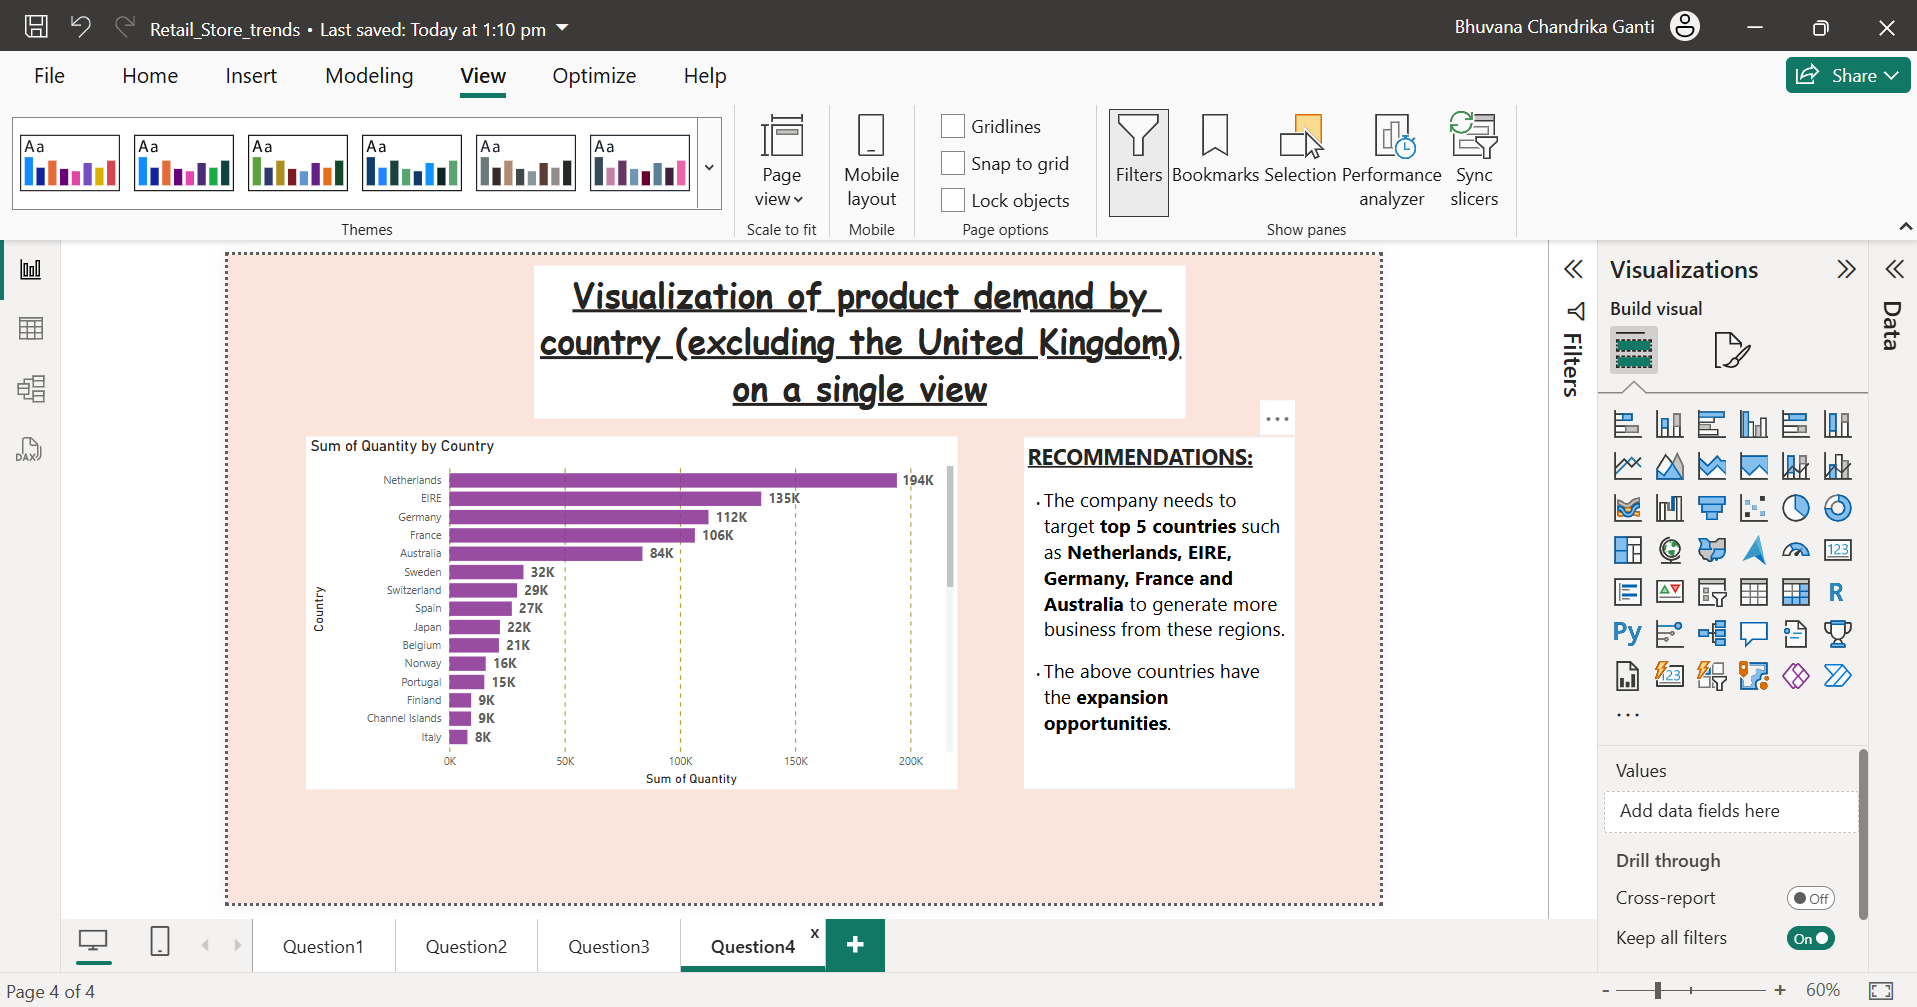 Retail_Store_trends • Last saved: Today at 1:10 pm
Bhuvana Chandrika Ganti
File Home Insert Modeling View Optimize Help
Share
Aa Aa Aa Aa Aa Aa
Themes
Page
view
Scale to fit
Mobile
layout
Mobile
Gridlines
Snap to grid
Lock objects
Page options
Filters
Bookmarks
Selection
Performance
analyzer
Sync
slicers
Show panes
DAX
Visualization of product demand by
country (excluding the United Kingdom)
on a single view
Sum of Quantity by Country
Country
Netherlands 194K
EIRE 135K
Germany 112K
France 106K
Australia 84K
Sweden 32K
Switzerland 29K
Spain 27K
Japan 22K
Belgium 21K
Norway 16K
Portugal 15K
Finland 9K
Channel Islands 9K
Italy 8K
0K 50K 100K 150K 200K
Sum of Quantity
RECOMMENDATIONS:
. The company needs to
target top 5 countries such
as Netherlands, EIRE,
Germany, France and
Australia to generate more
business from these regions.
. The above countries have
the expansion
opportunities.
Filters
Visualizations
Build visual
123
R
Py
123
...
Values
Add data fields here
Drill through
Cross-report Off
Keep all filters On
Data
Question1 Question2 Question3 Question4 x +
Page 4 of 4
- + 60%